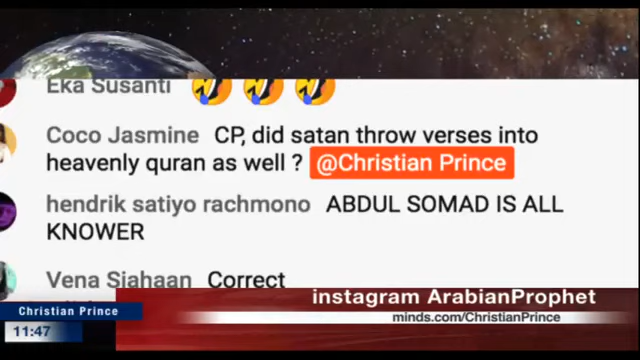 Eka Susanti 🤣 🤣 🤣
Coco Jasmine CP, did satan throw verses into
heavenly quran as well ? @Christian Prince
hendrik satiyo rachmono ABDUL SOMAD IS ALL
KNOWER
Vena Siahaan Correct
instagram ArabianProphet
Christian Prince
minds.com/ChristianPrince
11:47